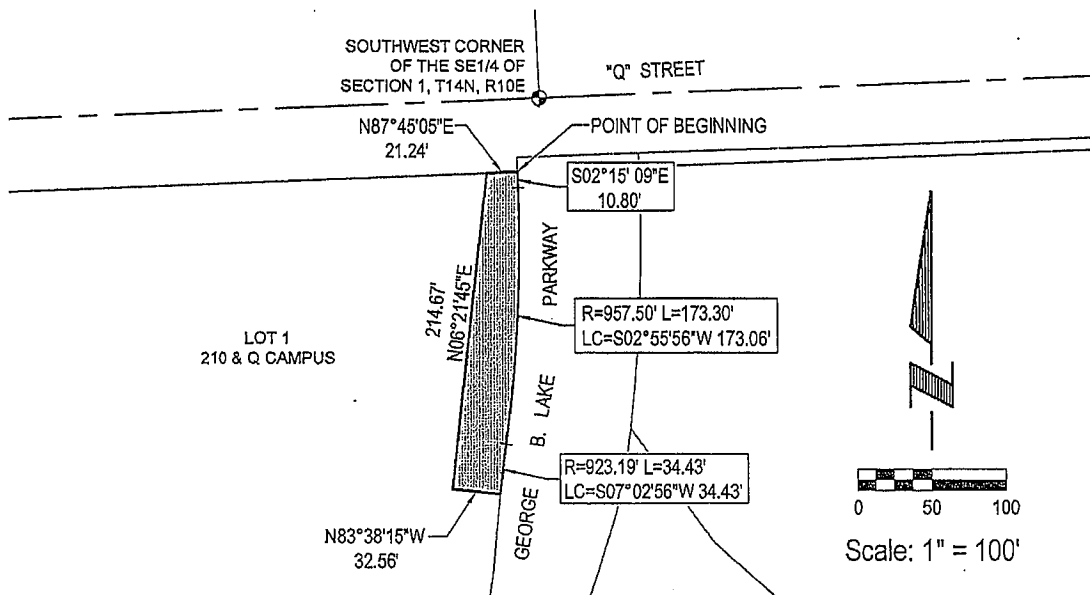 SOUTHWEST CORNER
OF THE SE1/4 OF
SECTION 1, T14N, R10E
"Q" STREET
N87°45'05"E
21.24'
POINT OF BEGINNING
S02°15' 09"E
10.80'
PARKWAY
214.67'
N06°21'45"E
R=957.50' L=173.30'
LC=S02°55'56"W 173.06'
LOT 1
210 & Q CAMPUS
B. LAKE
R=923.19' L=34.43'
LC=S07°02'56"W 34.43'
GEORGE
N83°38'15"W
32.56'
0 50 100
Scale: 1" = 100'